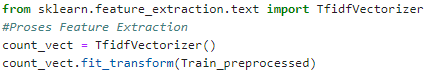 from sklearn.feature_extraction.text import TfidfVectorizer
#Proses Feature Extraction
count_vect = TfidfVectorizer()
count_vect.fit_transform(Train_preprocessed)